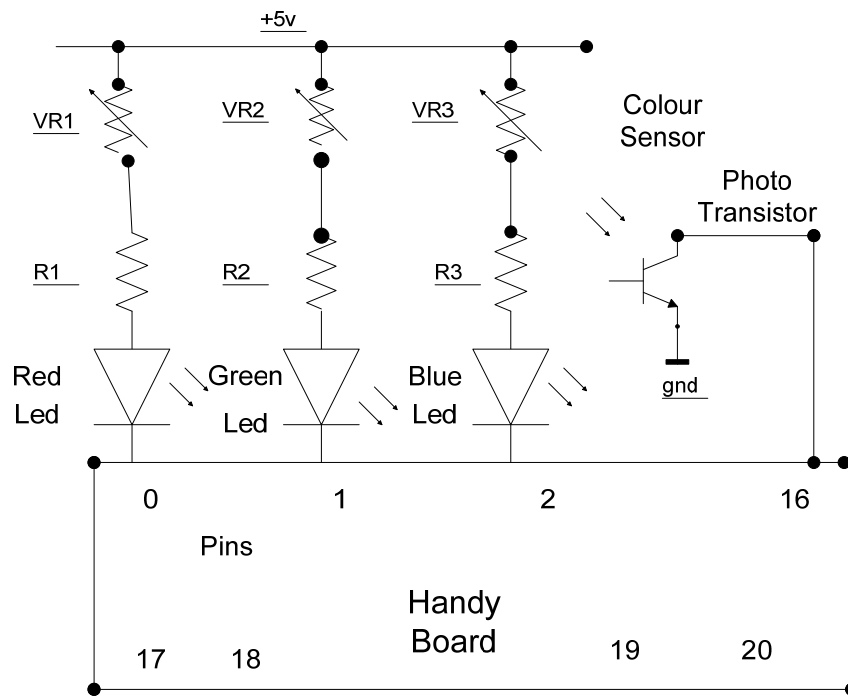 +5v
VR1
VR2
VR3
Colour
Sensor
Photo
Transistor
R1
R2
R3
Red
Led
Green
Led
Blue
Led
gnd
0
1
2
16
Pins
Handy
Board
17
18
19
20